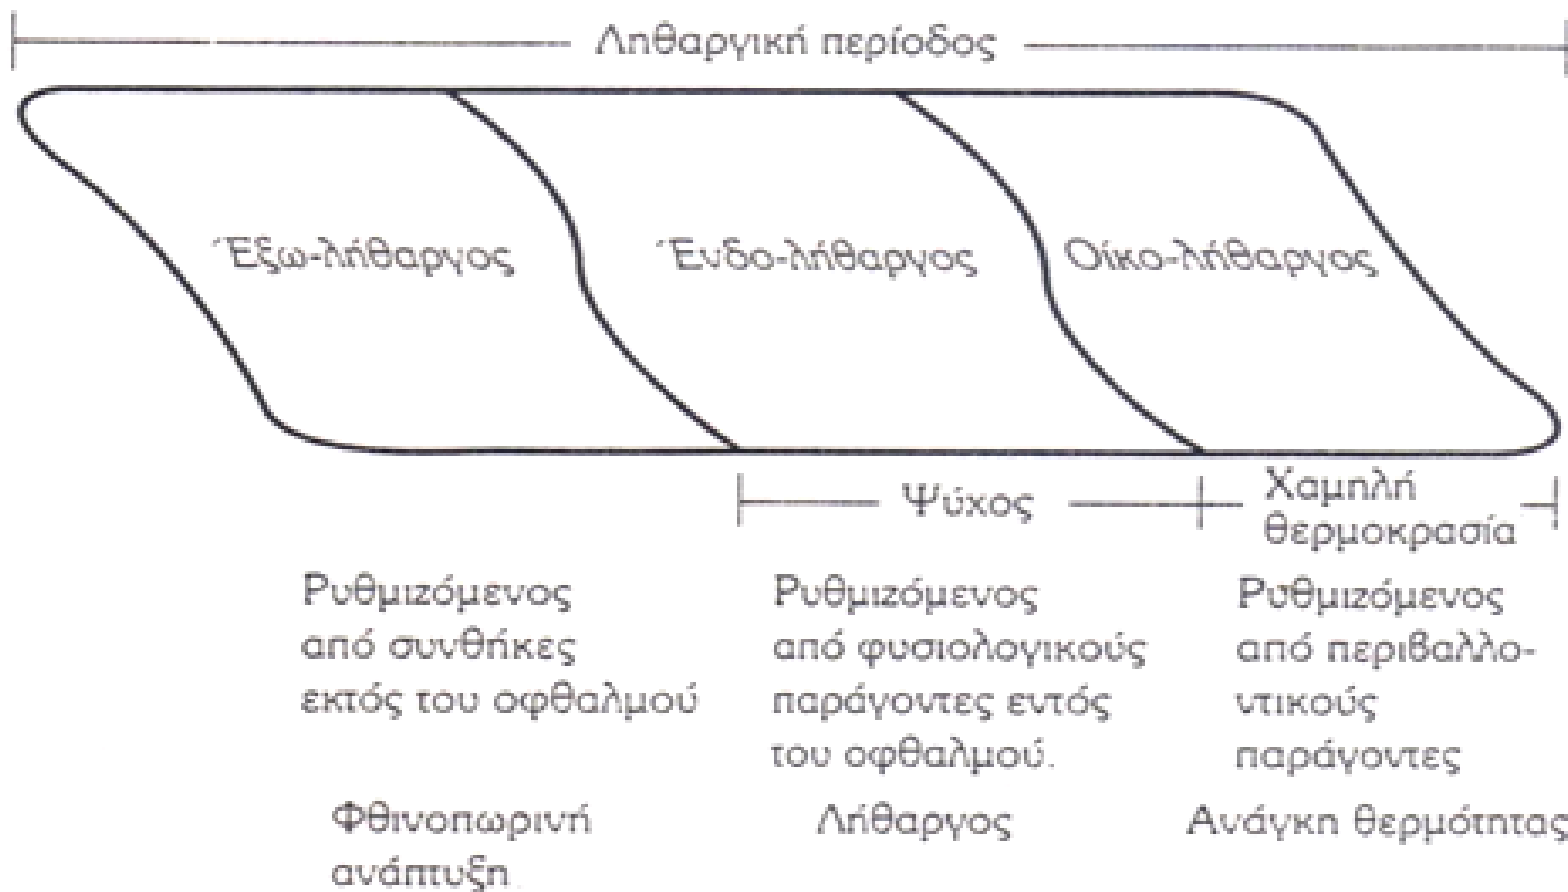 Ληθαργική περίοδος
Έξω-λήθαργος
Ένδο-λήθαργος
Οίκο-λήθαργος
Ψύχος
Χαμηλή
θερμοκρασία
Ρυθμιζόμενος
από συνθήκες
εκτός του οφθαλμού
Ρυθμιζόμενος
από φυσιολογικούς
παράγοντες εντός
του οφθαλμού.
Ρυθμιζόμενος
από περιβαλλο-
ντικούς
παράγοντες
Φθινοπωρινή
ανάπτυξη
Λήθαργος
Ανάγκη θερμότητας